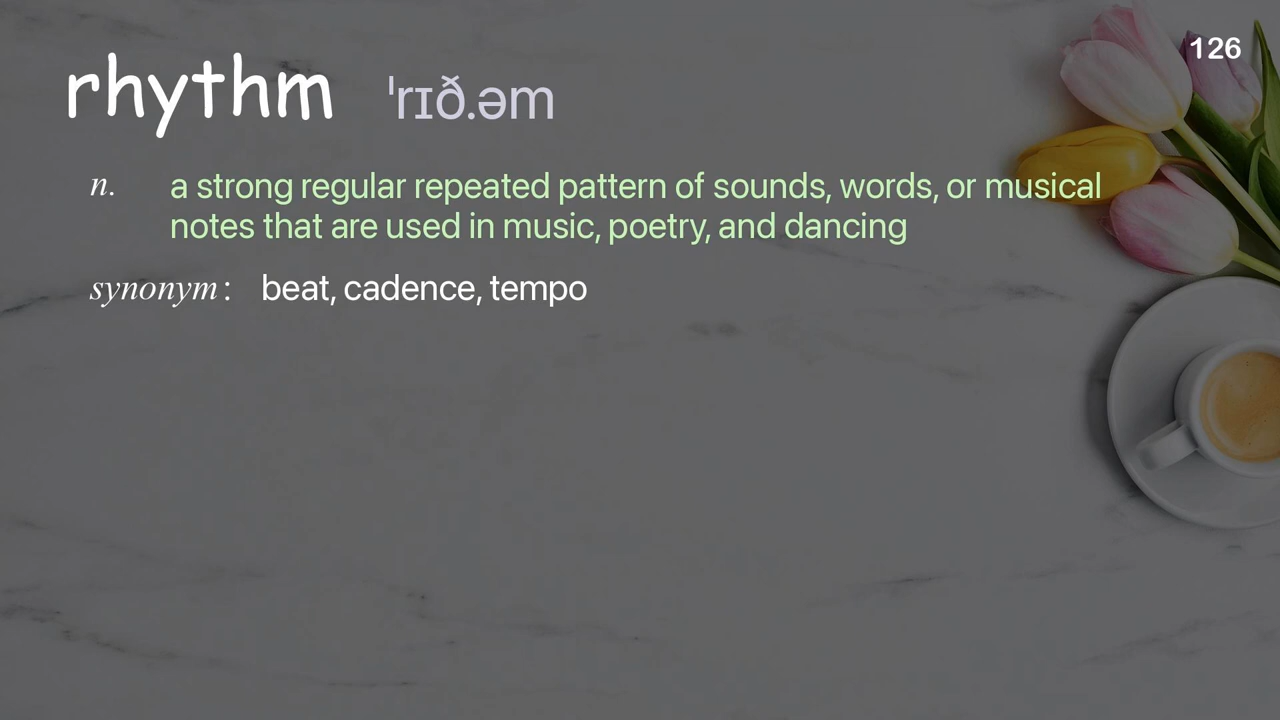 126
rhythm ˈrɪð.əm
n. a strong regular repeated pattern of sounds, words, or musical
notes that are used in music, poetry, and dancing
synonym : beat, cadence, tempo